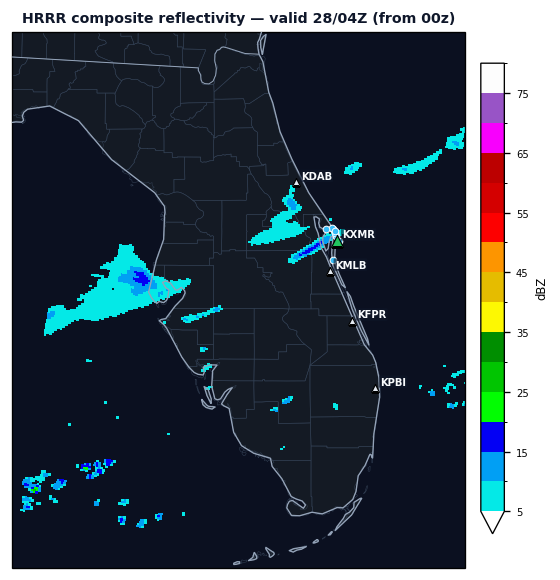 HRRR composite reflectivity — valid 28/04Z (from 00z)
KDAB
KXMR
KMLB
KFPR
KPBI
75
65
55
45
35
25
15
5
dBZ